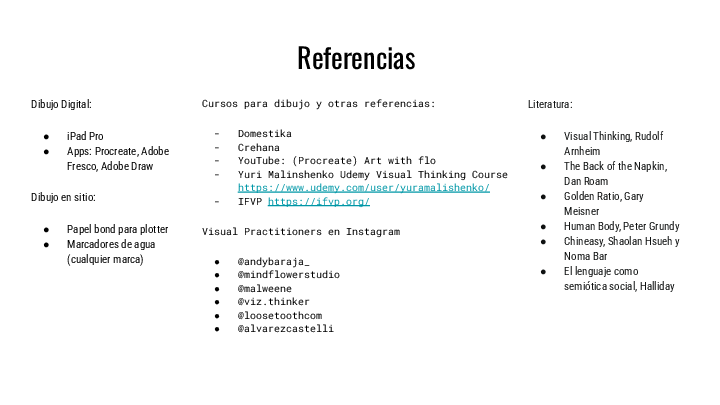 Referencias
Dibujo Digital:
● iPad Pro
● Apps: Procreate, Adobe
Fresco, Adobe Draw
Dibujo en sitio:
● Papel bond para plotter
● Marcadores de agua
(cualquier marca)
Cursos para dibujo y otras referencias:
- Domestika
- Crehana
- YouTube: (Procreate) Art with flo
- Yuri Malinshenko Udemy Visual Thinking Course
https://www.udemy.com/user/yuramalishenko/
- IFVP https://ifvp.org/
Visual Practitioners en Instagram
● @andybaraja_
● @mindflowerstudio
● @malweene
● @viz.thinker
● @loosetoothcom
● @alvarezcastelli
Literatura:
● Visual Thinking, Rudolf
Arnheim
● The Back of the Napkin,
Dan Roam
● Golden Ratio, Gary
Meisner
● Human Body, Peter Grundy
● Chineasy, Shaolan Hsueh y
Noma Bar
● El lenguaje como
semiótica social, Halliday